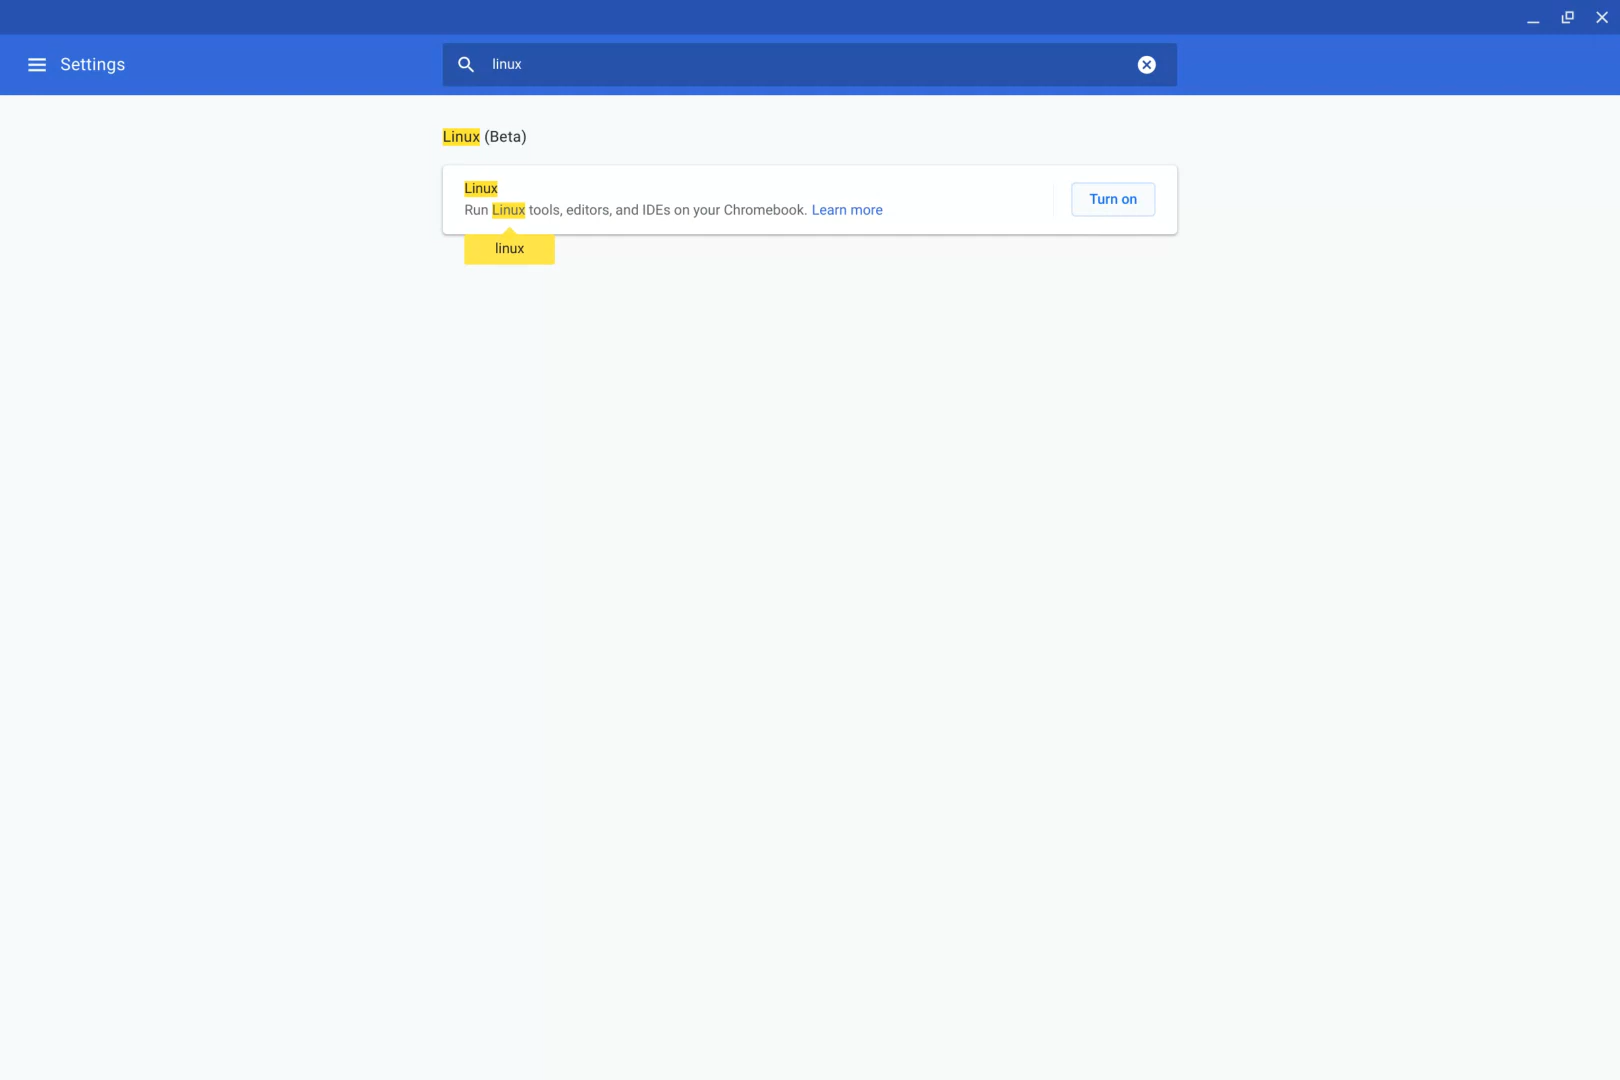 Settings
linux
Linux (Beta)
Linux
Turn on
Run Linux tools, editors, and IDEs on your Chromebook. Learn more
linux